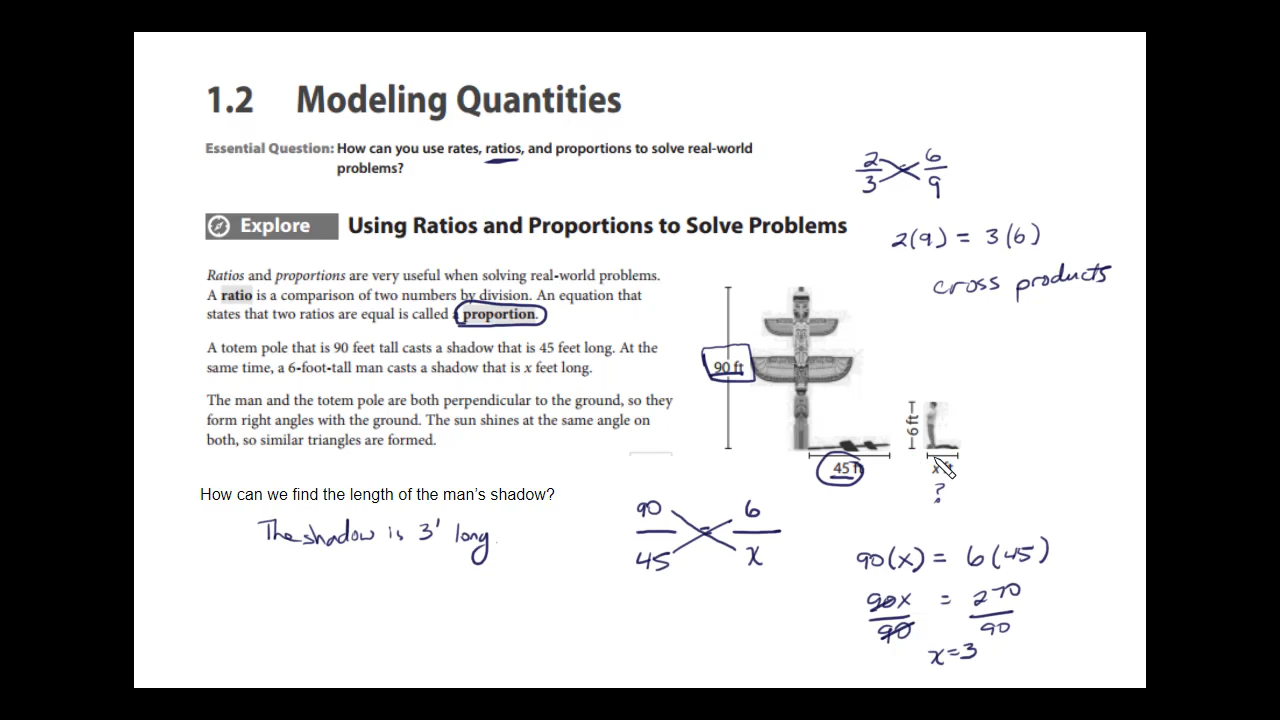 1.2 Modeling Quantities
Essential Question: How can you use rates, ratios, and proportions to solve real-world
problems?
2/3 = 6/9
Explore Using Ratios and Proportions to Solve Problems
2(9) = 3(6)
cross products
Ratios and proportions are very useful when solving real-world problems.
A ratio is a comparison of two numbers by division. An equation that
states that two ratios are equal is called a proportion.
A totem pole that is 90 feet tall casts a shadow that is 45 feet long. At the
same time, a 6-foot-tall man casts a shadow that is x feet long.
The man and the totem pole are both perpendicular to the ground, so they
form right angles with the ground. The sun shines at the same angle on
both, so similar triangles are formed.
90 ft
6 ft
45 ft
x ft
?
How can we find the length of the man's shadow?
The shadow is 3' long.
90/45 = 6/x
90(x) = 6(45)
90x/90 = 270/90
x=3